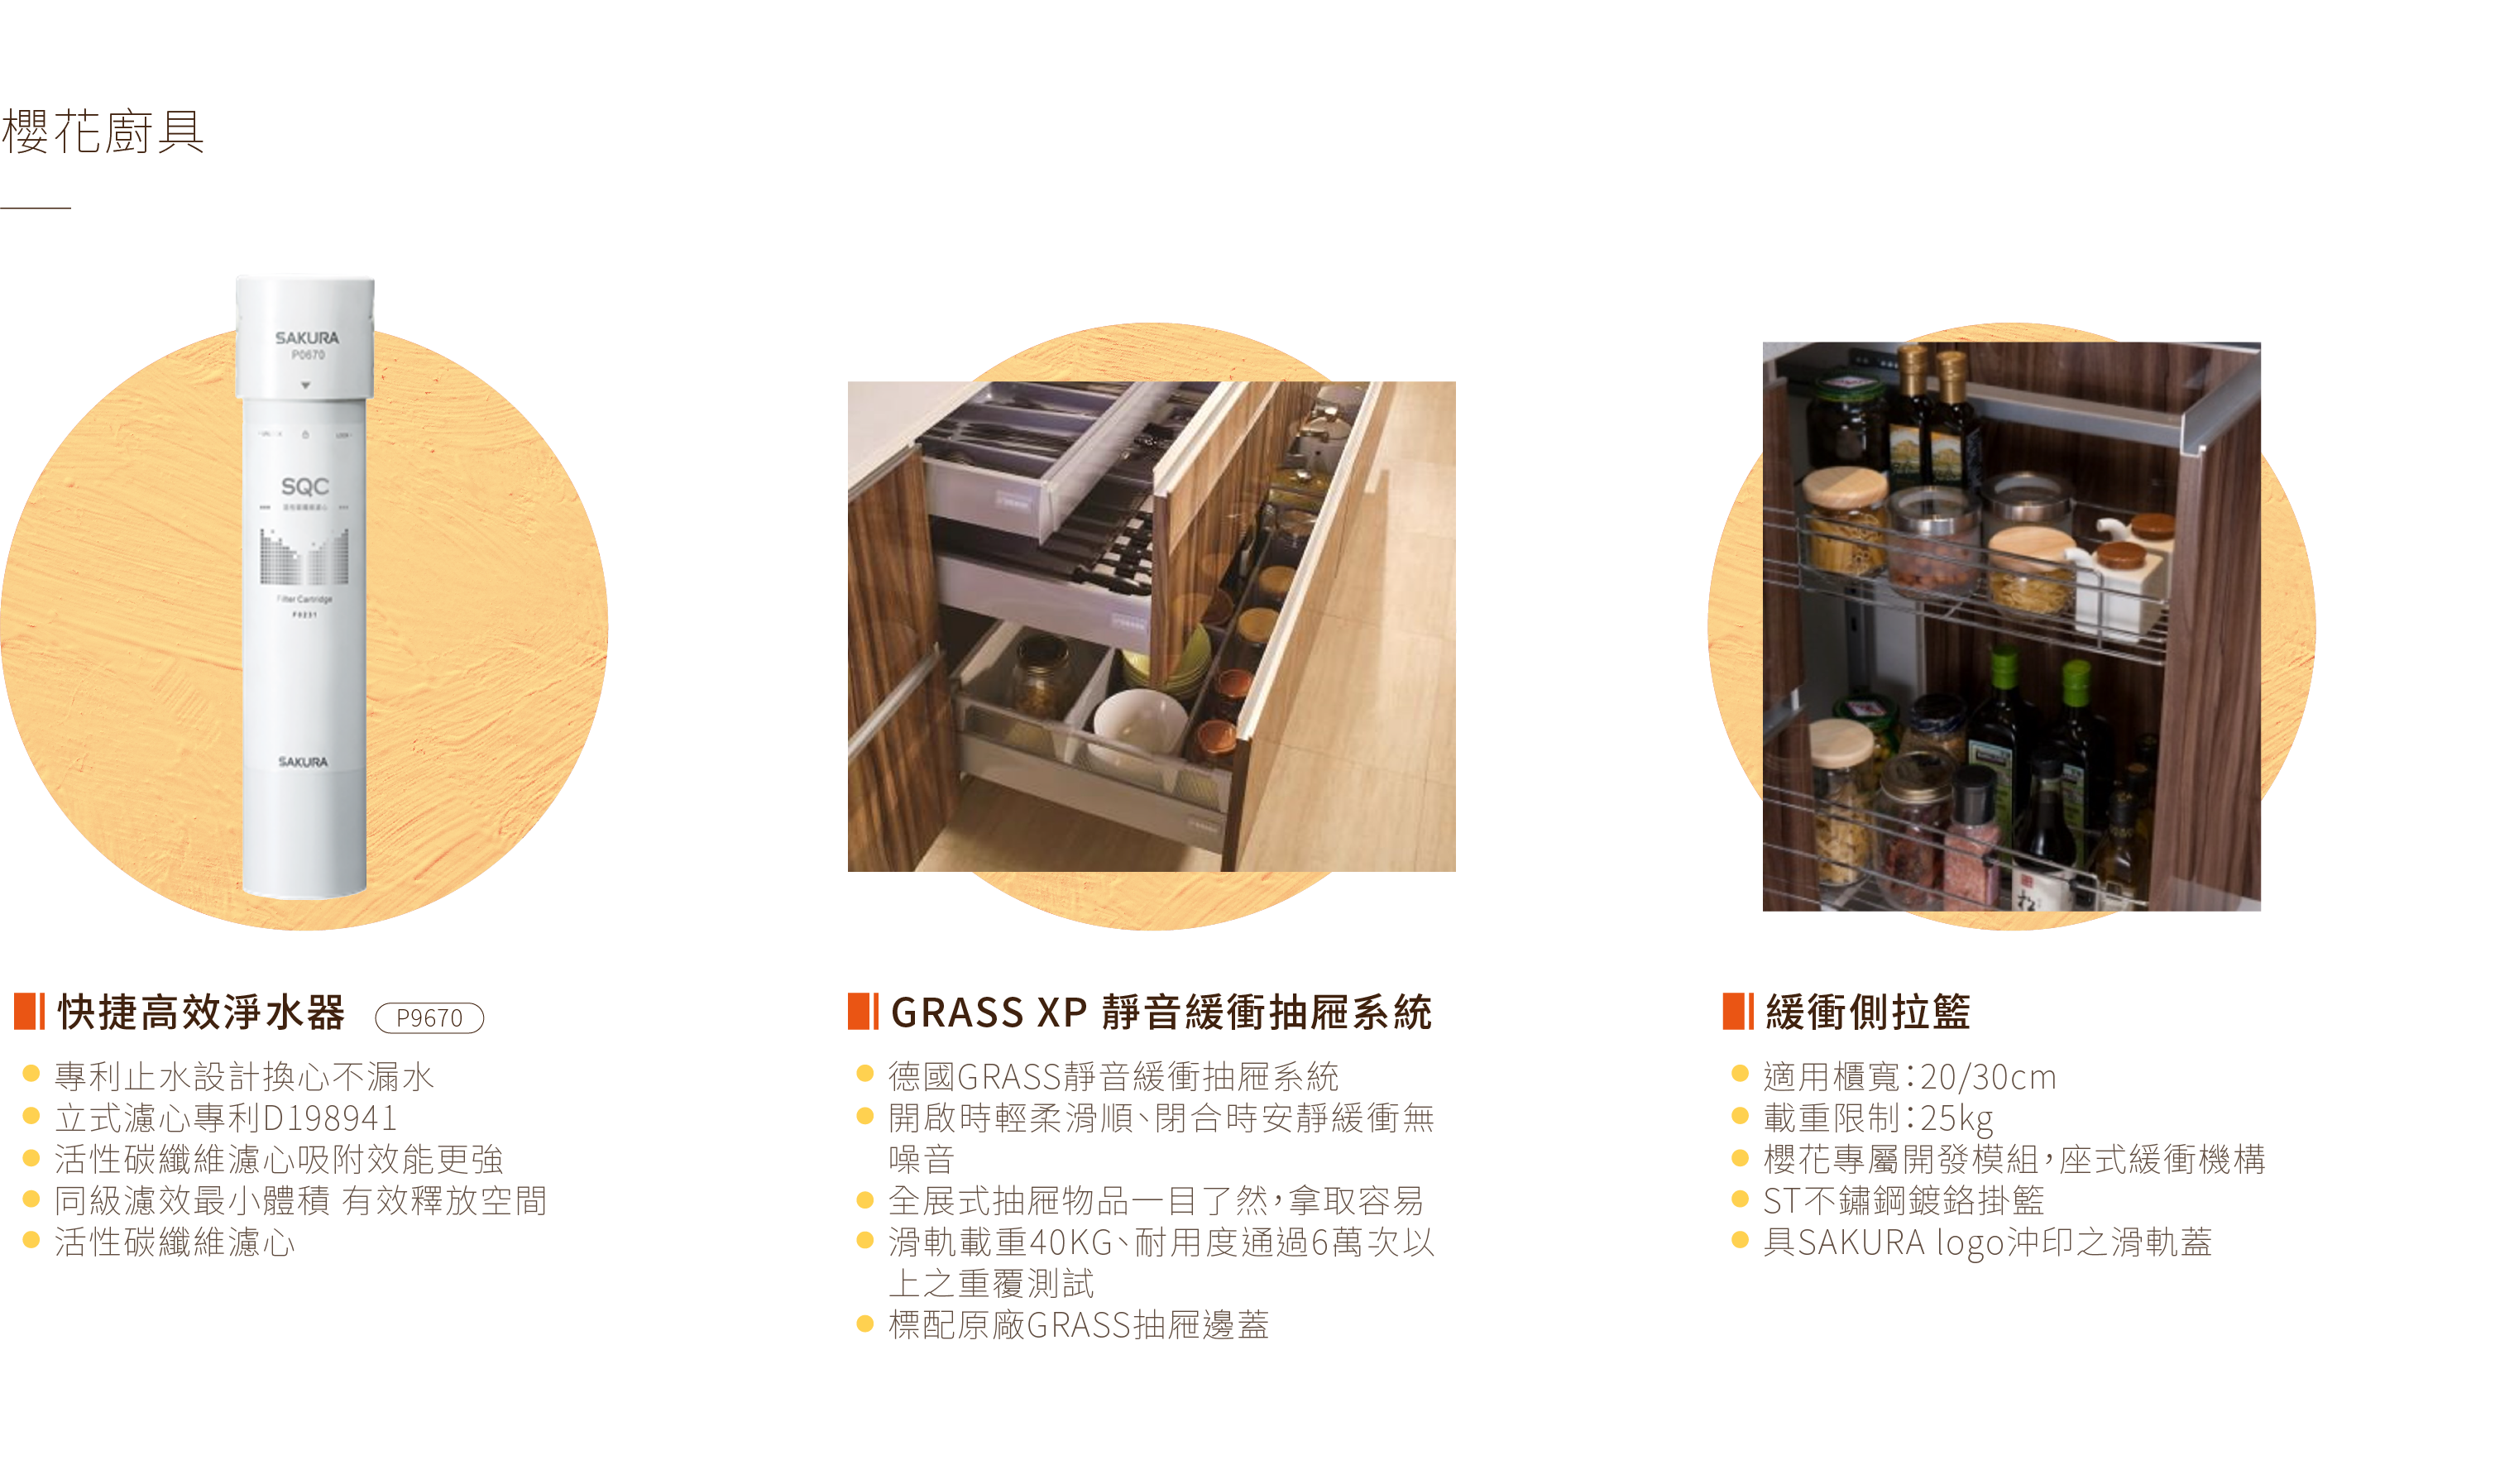 櫻花廚具
SAKURA
P0670
SQC
Filter Cartridge
F0231
SAKURA
快捷高效淨水器 P9670
專利止水設計換心不漏水
立式濾心專利D198941
活性碳纖維濾心吸附效能更強
同級濾效最小體積 有效釋放空間
活性碳纖維濾心
GRASS XP 靜音緩衝抽屜系統
德國GRASS靜音緩衝抽屜系統
開啟時輕柔滑順、閉合時安靜緩衝無
噪音
全展式抽屜物品一目了然，拿取容易
滑軌載重40KG、耐用度通過6萬次以
上之重覆測試
標配原廠GRASS抽屜邊蓋
緩衝側拉籃
適用櫃寬：20/30cm
載重限制：25kg
櫻花專屬開發模組，座式緩衝機構
ST不鏽鋼鍍鉻掛籃
具SAKURA logo沖印之滑軌蓋